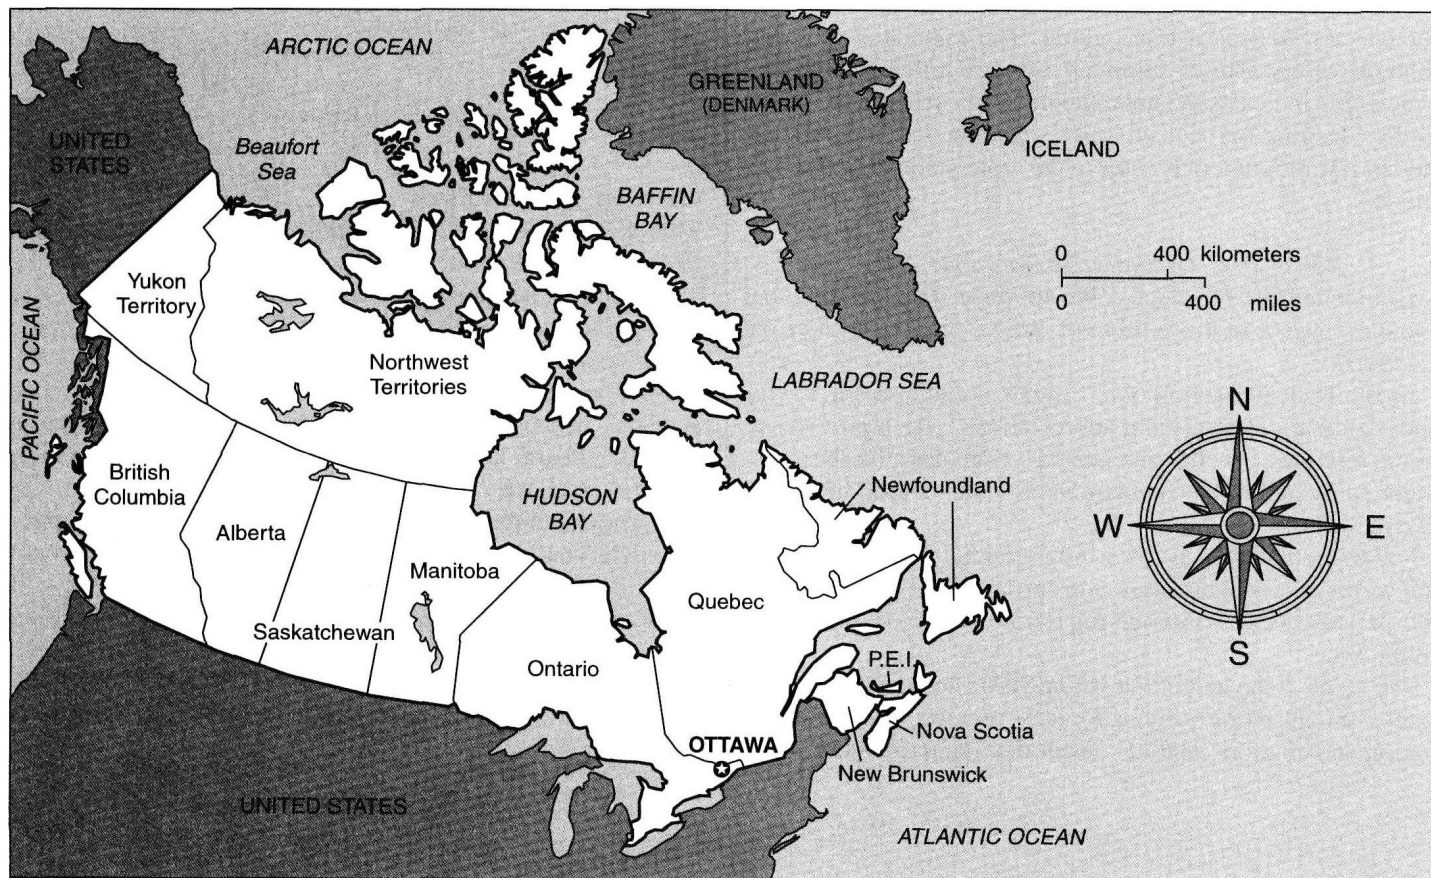 ARCTIC OCEAN
GREENLAND
(DENMARK)
UNITED
STATES
Beaufort
Sea
ICELAND
BAFFIN
BAY
0 400 kilometers
0 400 miles
Yukon
Territory
PACIFIC OCEAN
Northwest
Territories
LABRADOR SEA
N
W
E
S
British
Columbia
HUDSON
BAY
Newfoundland
Alberta
Manitoba
Quebec
Saskatchewan
Ontario
P.E.I.
Nova Scotia
OTTAWA
New Brunswick
UNITED STATES
ATLANTIC OCEAN